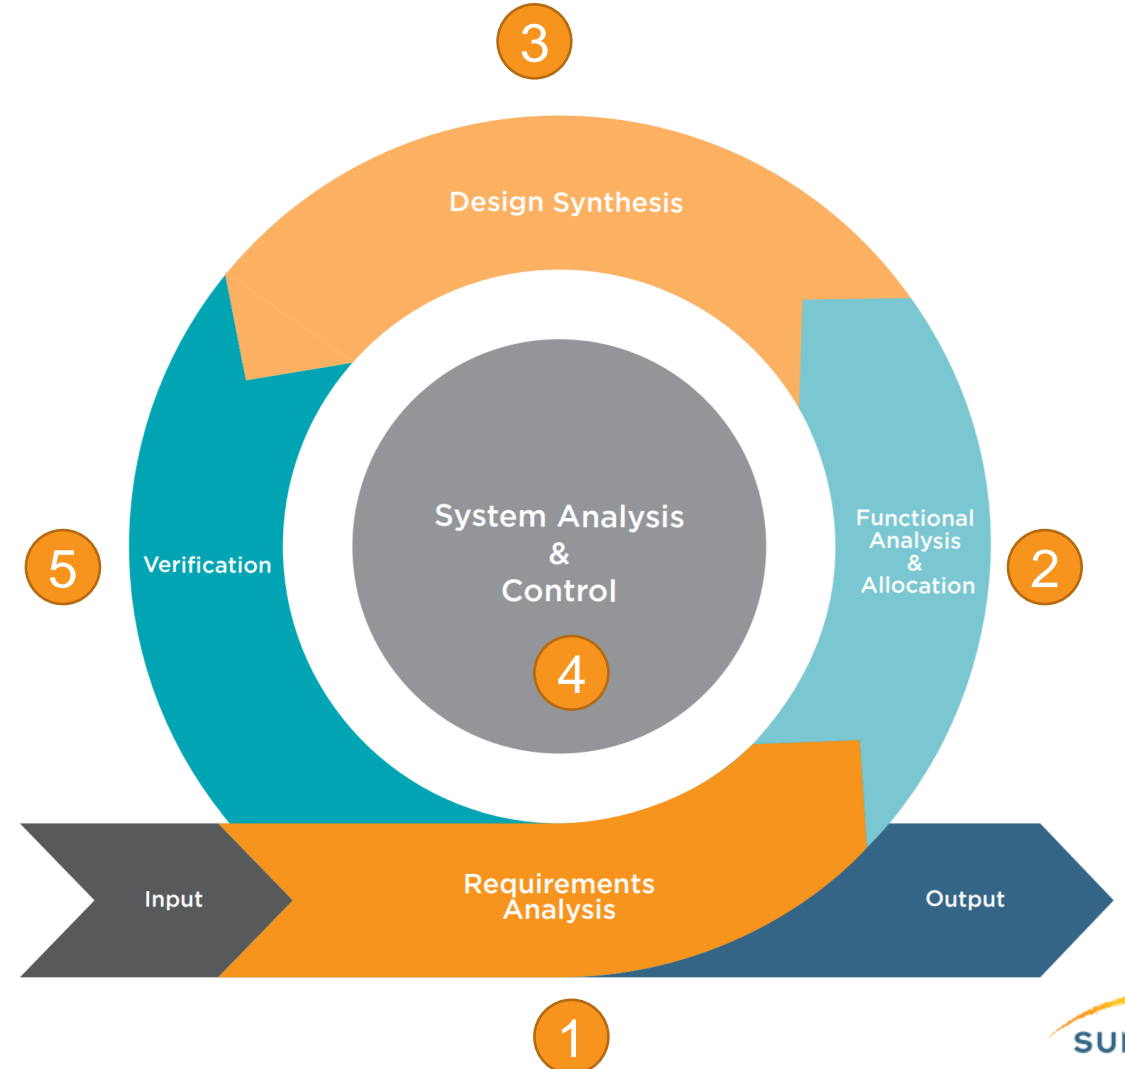 3
Design Synthesis
System Analysis
&
Control
4
Functional
Analysis
&
Allocation
2
5
Verification
Input
Requirements
Analysis
Output
1